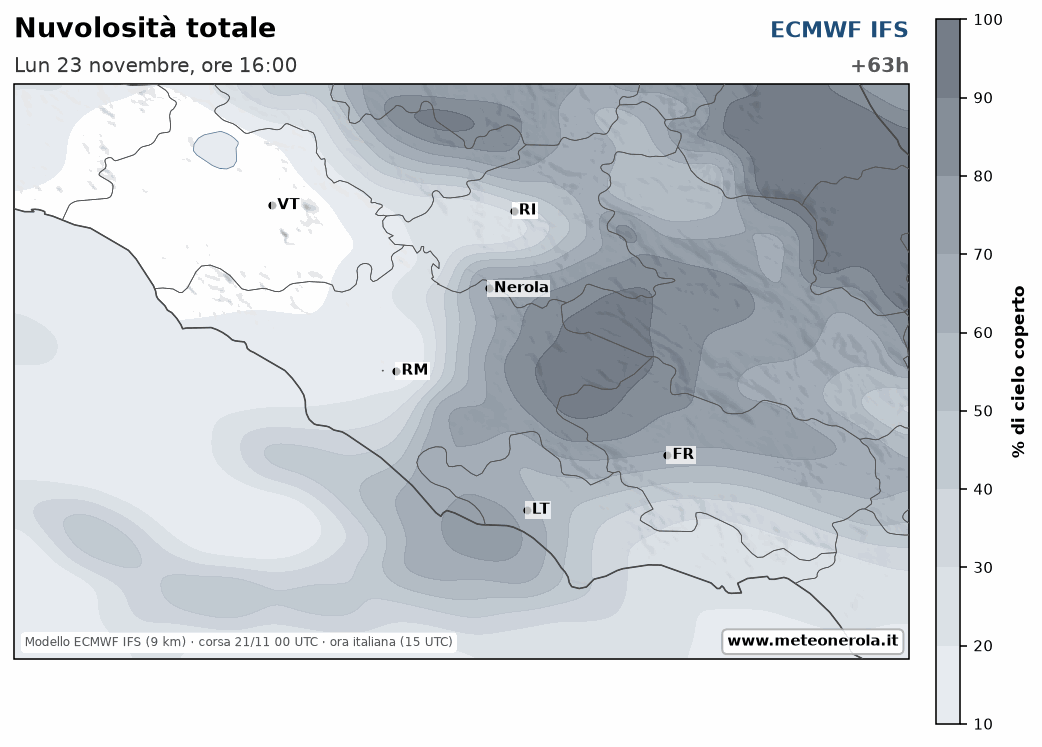 Nuvolosità totale
ECMWF IFS
Lun 23 novembre, ore 16:00
+63h
VT
RI
Nerola
RM
FR
LT
Modello ECMWF IFS (9 km) · corsa 21/11 00 UTC · ora italiana (15 UTC)
www.meteonerola.it
100
90
80
70
60
50
40
30
20
10
% di cielo coperto